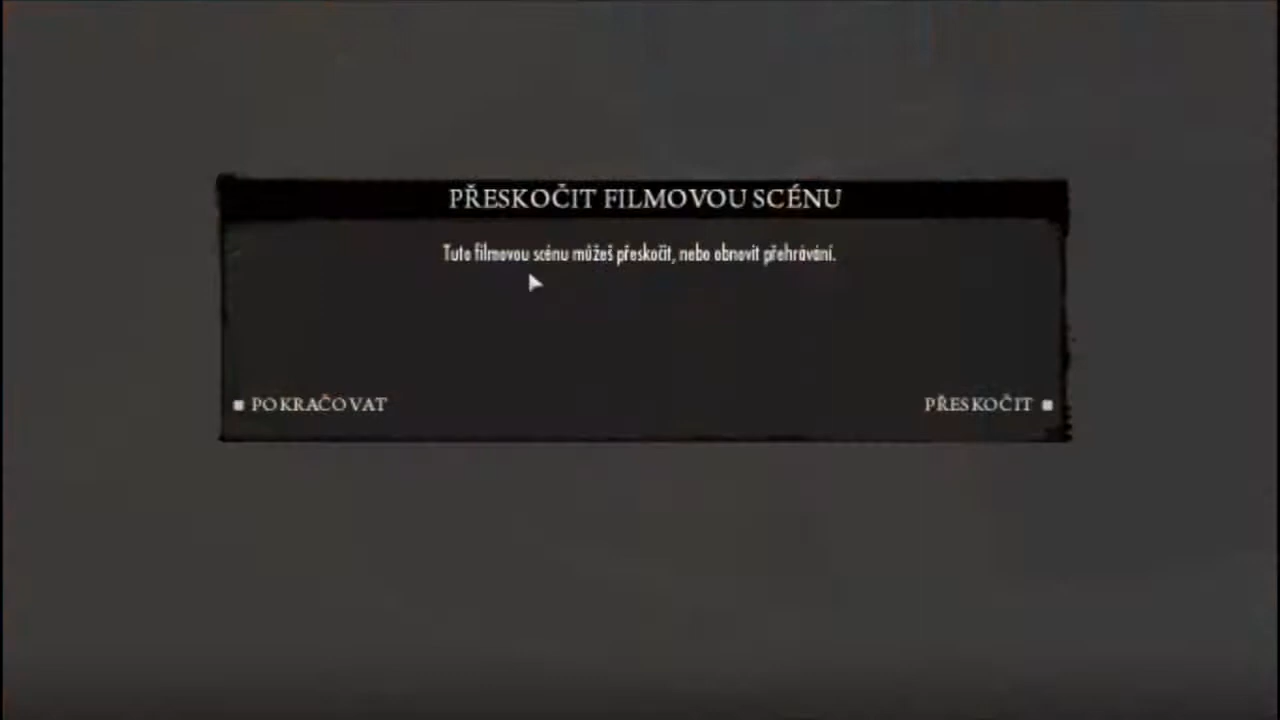 PŘESKOČIT FILMOVOU SCÉNU
Tuto filmovou scénu můžeš přeskočit, nebo obnovit přehrávání.
POKRAČOVAT
PŘESKOČIT